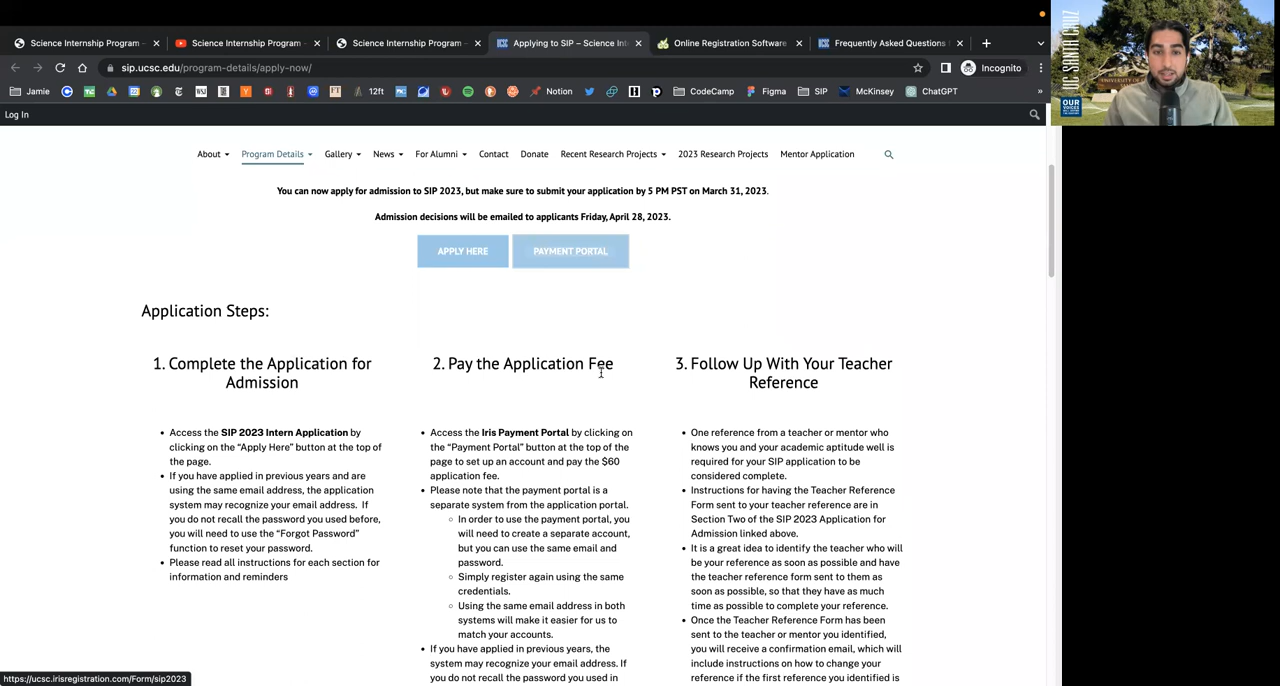 Science Internship Program –
Science Internship Program –
Science Internship Program –
Applying to SIP – Science Int
Online Registration Software
Frequently Asked Questions
sip.ucsc.edu/program-details/apply-now/
Incognito
Jamie
12ft
Notion
CodeCamp
Figma
SIP
McKinsey
ChatGPT
»
Log In
About
Program Details
Gallery
News
For Alumni
Contact
Donate
Recent Research Projects
2023 Research Projects
Mentor Application
You can now apply for admission to SIP 2023, but make sure to submit your application by 5 PM PST on March 31, 2023.
Admission decisions will be emailed to applicants Friday, April 28, 2023.
APPLY HERE
PAYMENT PORTAL
Application Steps:
1. Complete the Application for
Admission
Access the SIP 2023 Intern Application by
clicking on the “Apply Here” button at the top of
the page.
If you have applied in previous years and are
using the same email address, the application
system may recognize your email address. If
you do not recall the password you used before,
you will need to use the “Forgot Password”
function to reset your password.
Please read all instructions for each section for
information and reminders
2. Pay the Application Fee
Access the Iris Payment Portal by clicking on
the “Payment Portal” button at the top of the
page to set up an account and pay the $60
application fee.
Please note that the payment portal is a
separate system from the application portal.
In order to use the payment portal, you
will need to create a separate account,
but you can use the same email and
password.
Simply register again using the same
credentials.
Using the same email address in both
systems will make it easier for us to
match your accounts.
If you have applied in previous years, the
system may recognize your email address. If
you do not recall the password you used in
3. Follow Up With Your Teacher
Reference
One reference from a teacher or mentor who
knows you and your academic aptitude well is
required for your SIP application to be
considered complete.
Instructions for having the Teacher Reference
Form sent to your teacher reference are in
Section Two of the SIP 2023 Application for
Admission linked above.
It is a great idea to identify the teacher who will
be your reference as soon as possible and have
the teacher reference form sent to them as
soon as possible, so that they have as much
time as possible to complete your reference.
Once the Teacher Reference Form has been
sent to the teacher or mentor you identified,
you will receive a confirmation email, which will
include instructions on how to change your
reference if the first reference you identified is
https://ucsc.irisregistration.com/Form/sip2023
UC SANTA CRUZ
OUR
VOICES